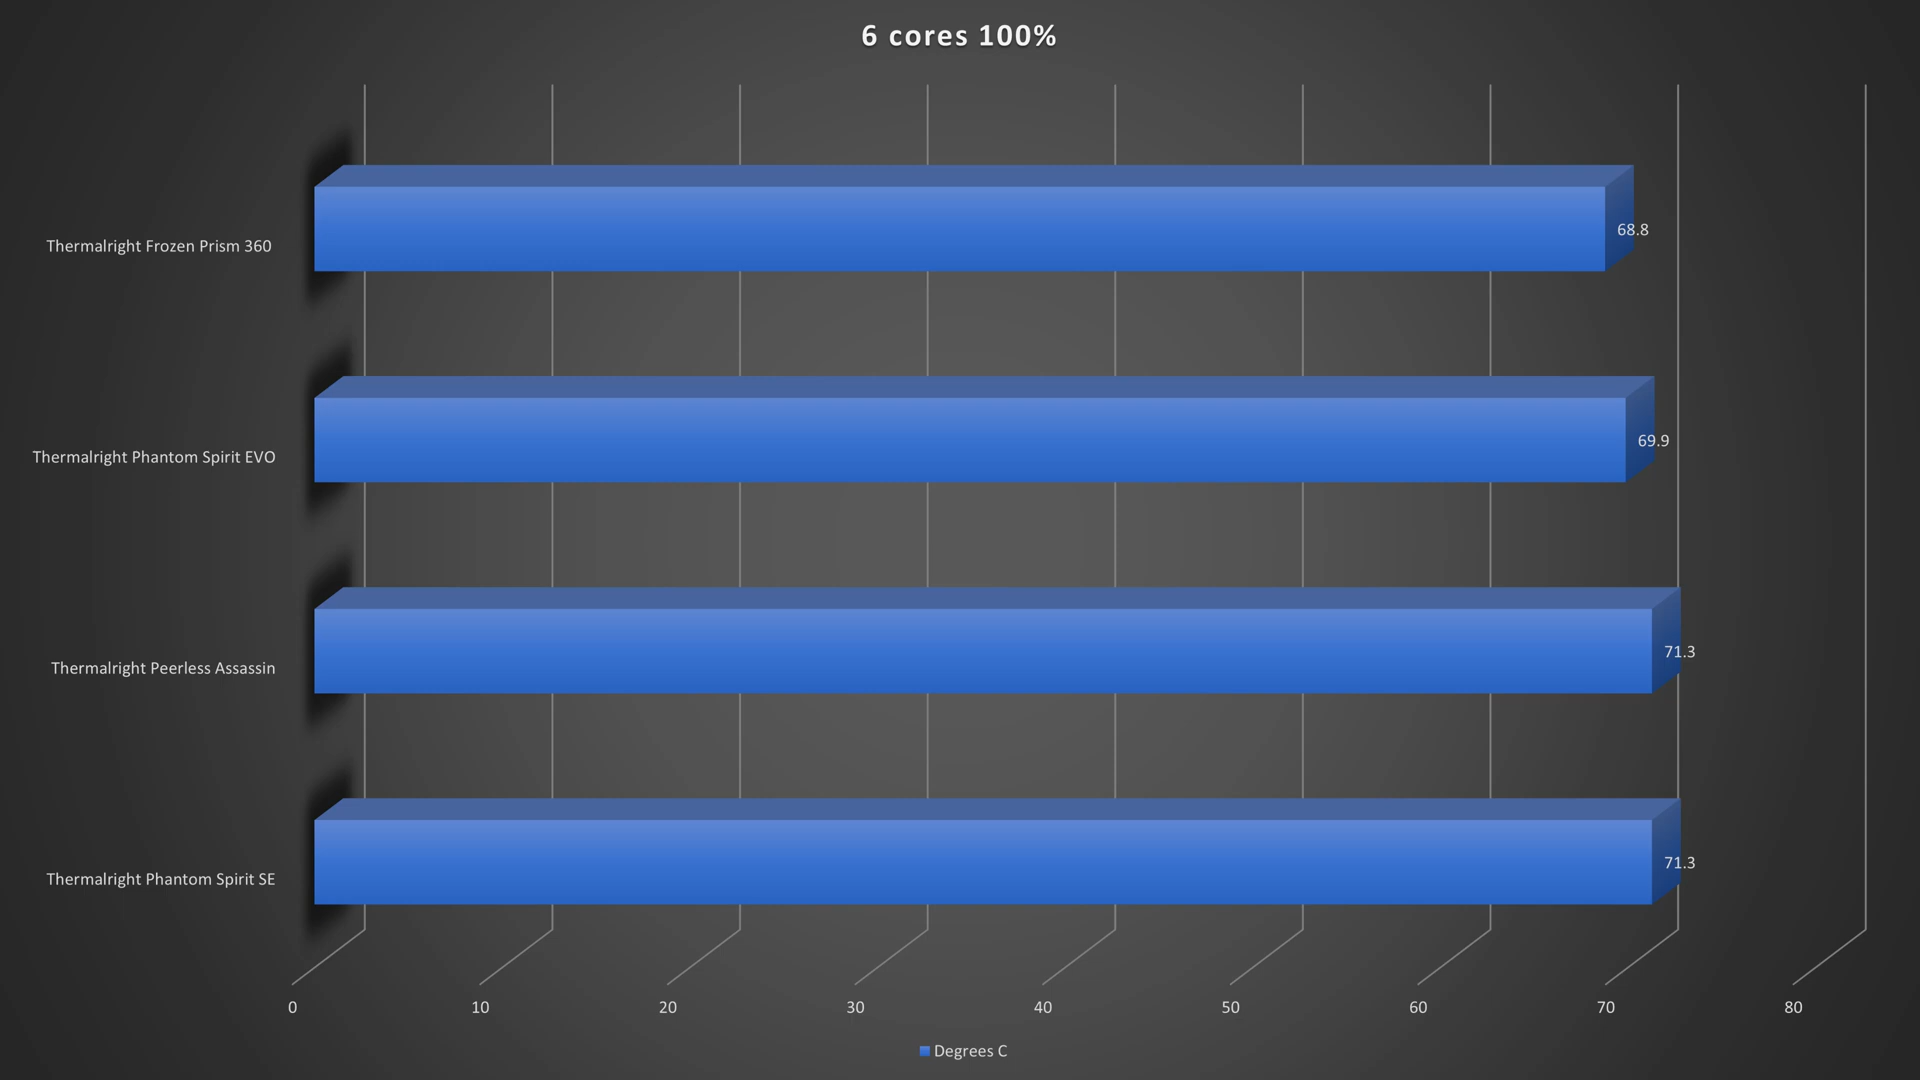 6 cores 100%
Thermalright Frozen Prism 360
68.8
Thermalright Phantom Spirit EVO
69.9
Thermalright Peerless Assassin
71.3
Thermalright Phantom Spirit SE
71.3
0 10 20 30 40 50 60 70 80
Degrees C